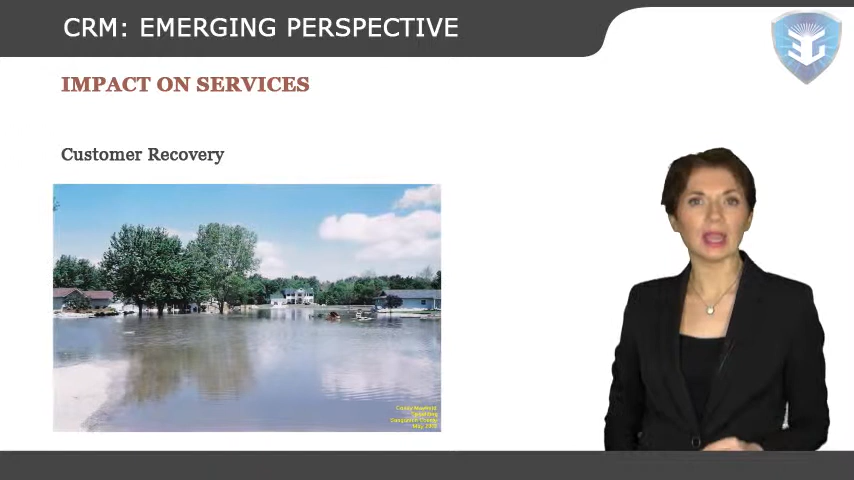 CRM: EMERGING PERSPECTIVE
IMPACT ON SERVICES
Customer Recovery